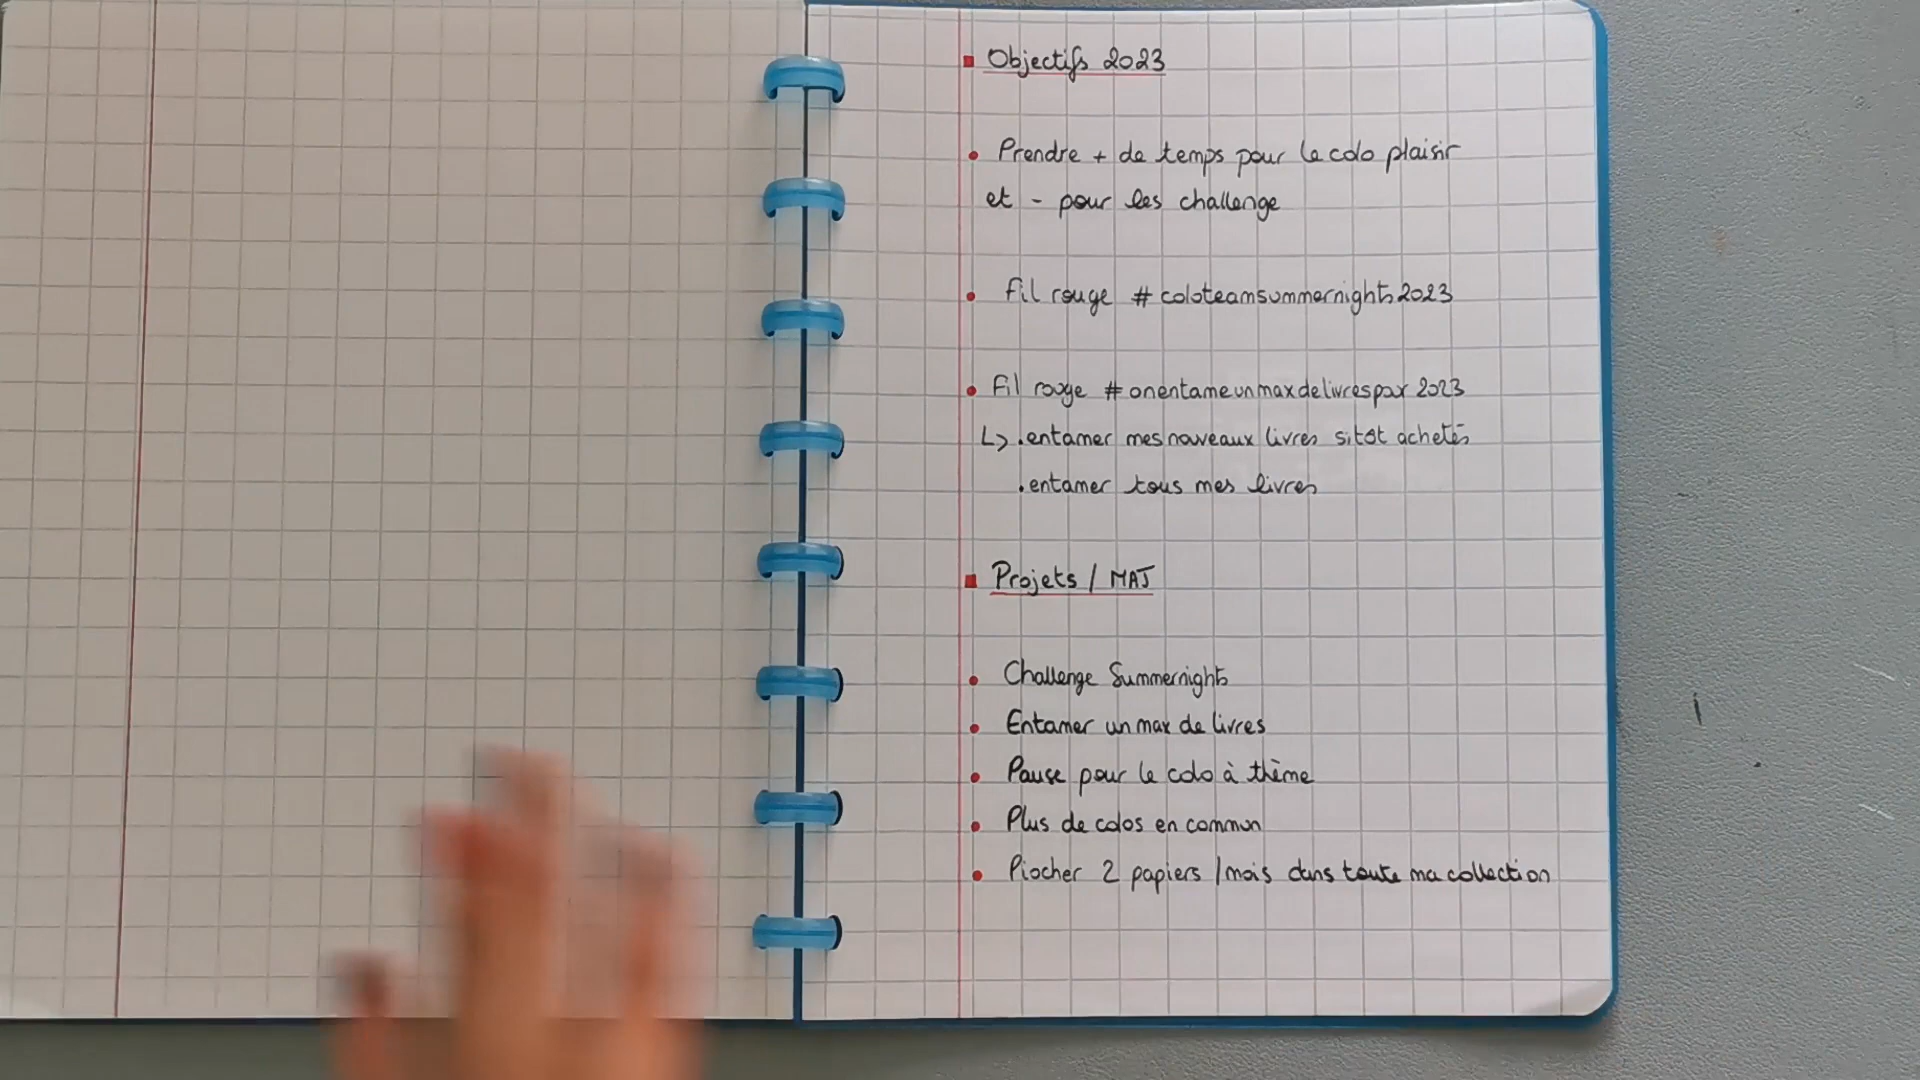 Objectifs 2023
Prendre + de temps pour le colo plaisir
et - pour les challenge
Fil rouge #coloteamsummernights2023
Fil rouge #onentameunmaxdelivrespar2023
↳ .entamer mes nouveaux livres sitôt achetés
.entamer tous mes livres
Projets / MAJ
Challenge Summernights
Entamer un max de livres
Pause pour le colo à thème
Plus de colos en commun
Piocher 2 papiers /mois dans toute ma collection